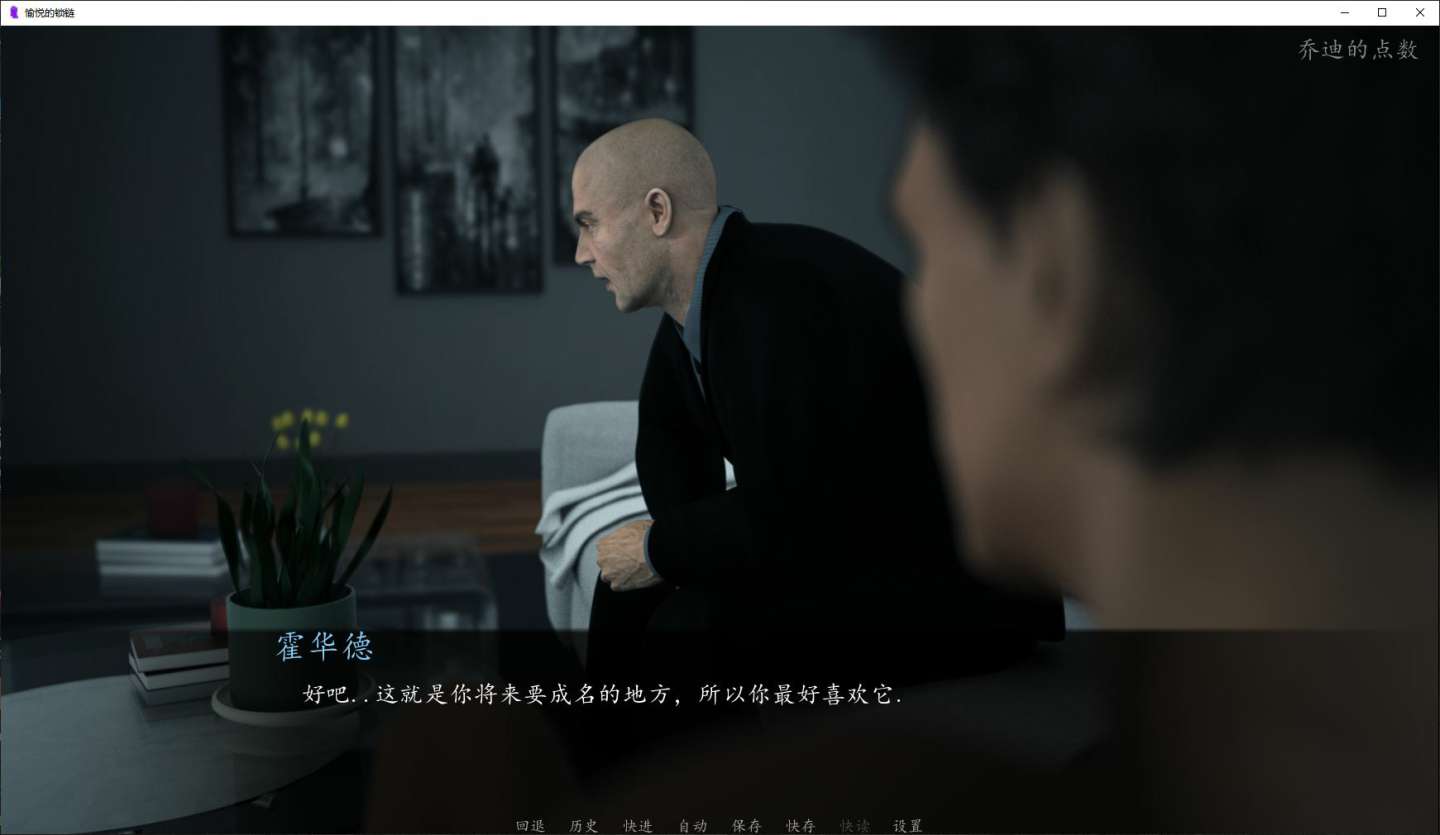 愉悦的锁链
乔迪的点数
霍华德
好吧..这就是你将来要成名的地方，所以你最好喜欢它.
回退 历史 快进 自动 保存 快存 快读 设置